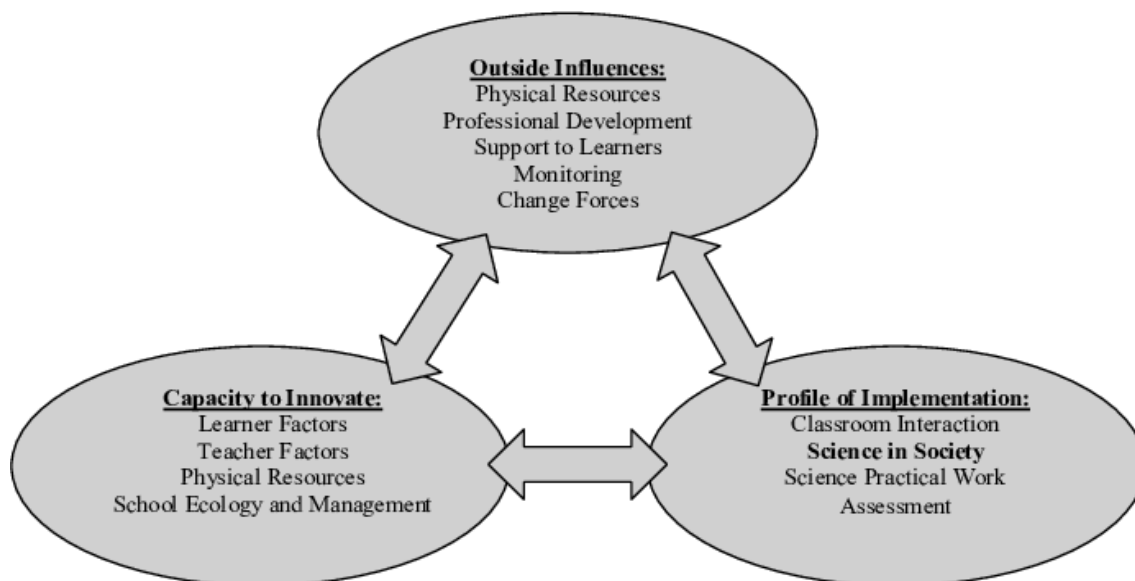 Outside Influences:
Physical Resources
Professional Development
Support to Learners
Monitoring
Change Forces
Capacity to Innovate:
Learner Factors
Teacher Factors
Physical Resources
School Ecology and Management
Profile of Implementation:
Classroom Interaction
Science in Society
Science Practical Work
Assessment